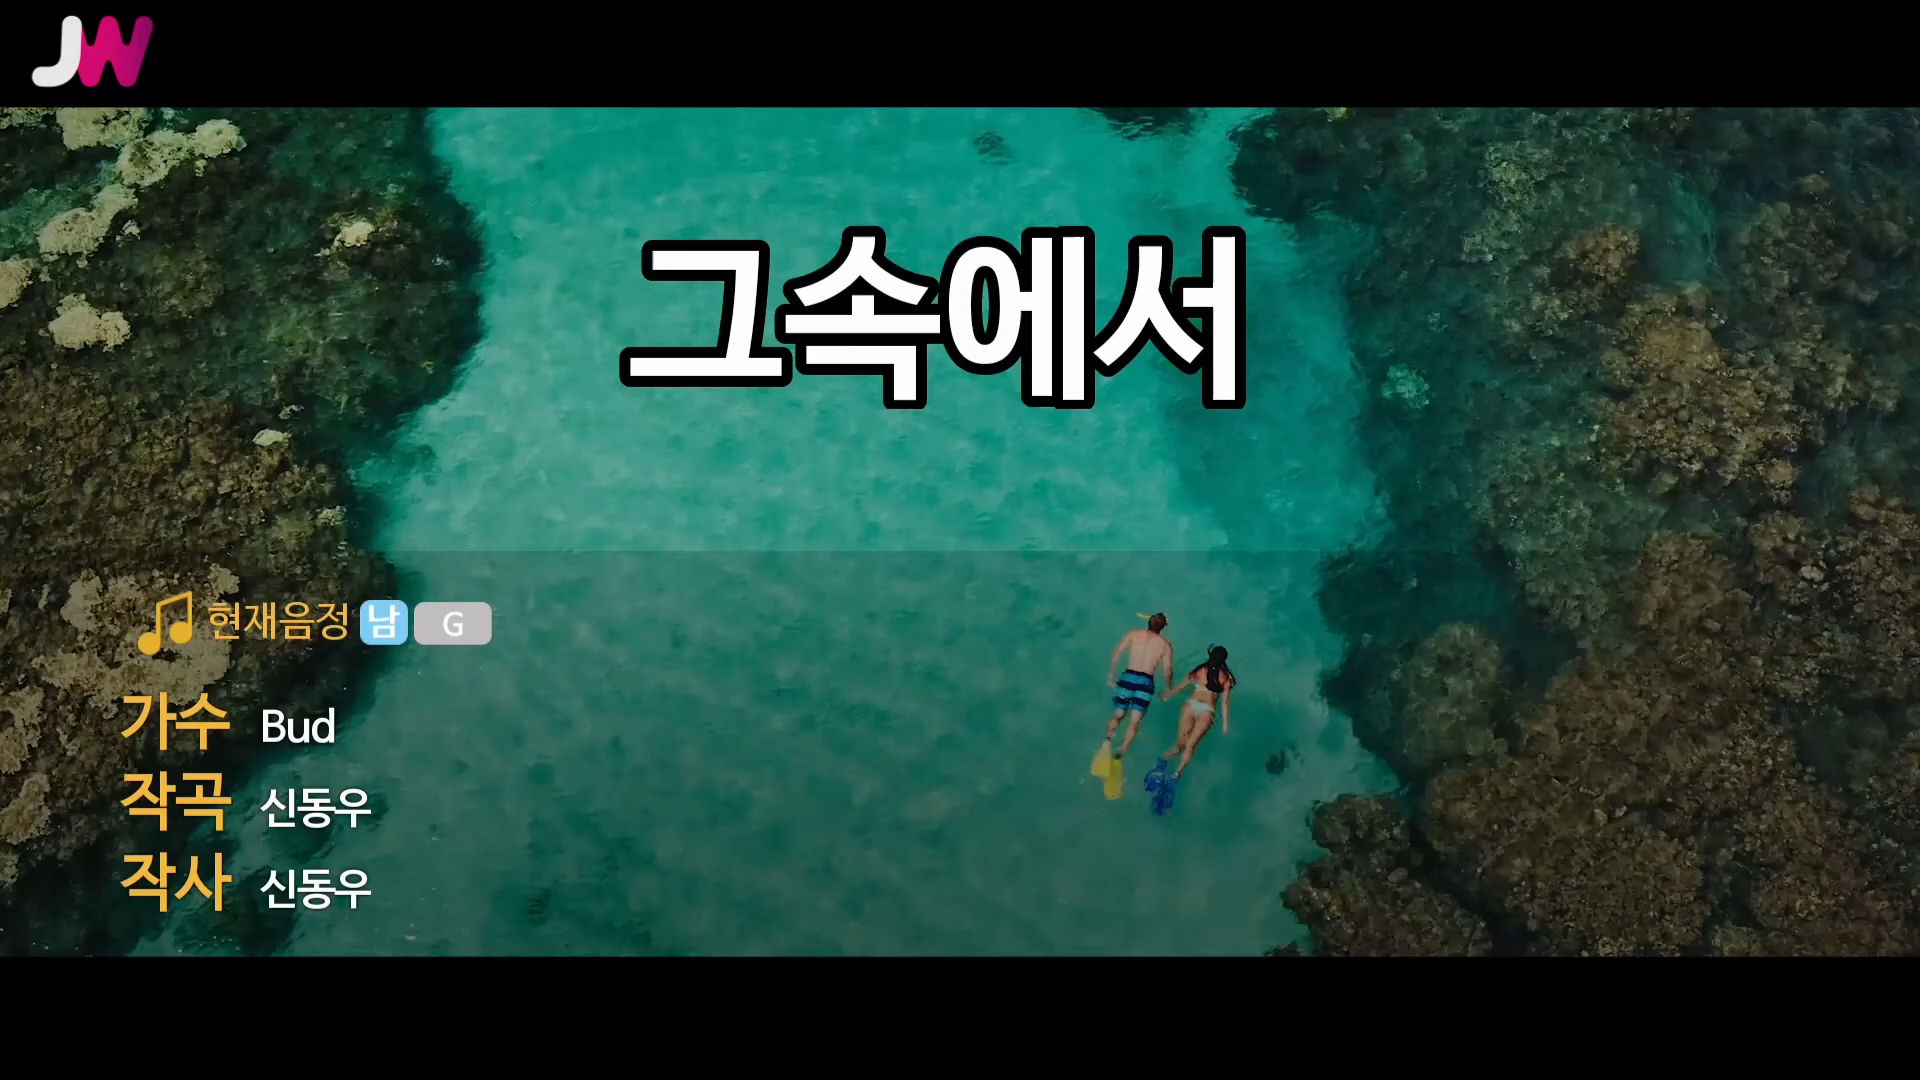 JW
그속에서
현재음정 남 G
가수 Bud
작곡 신동우
작사 신동우